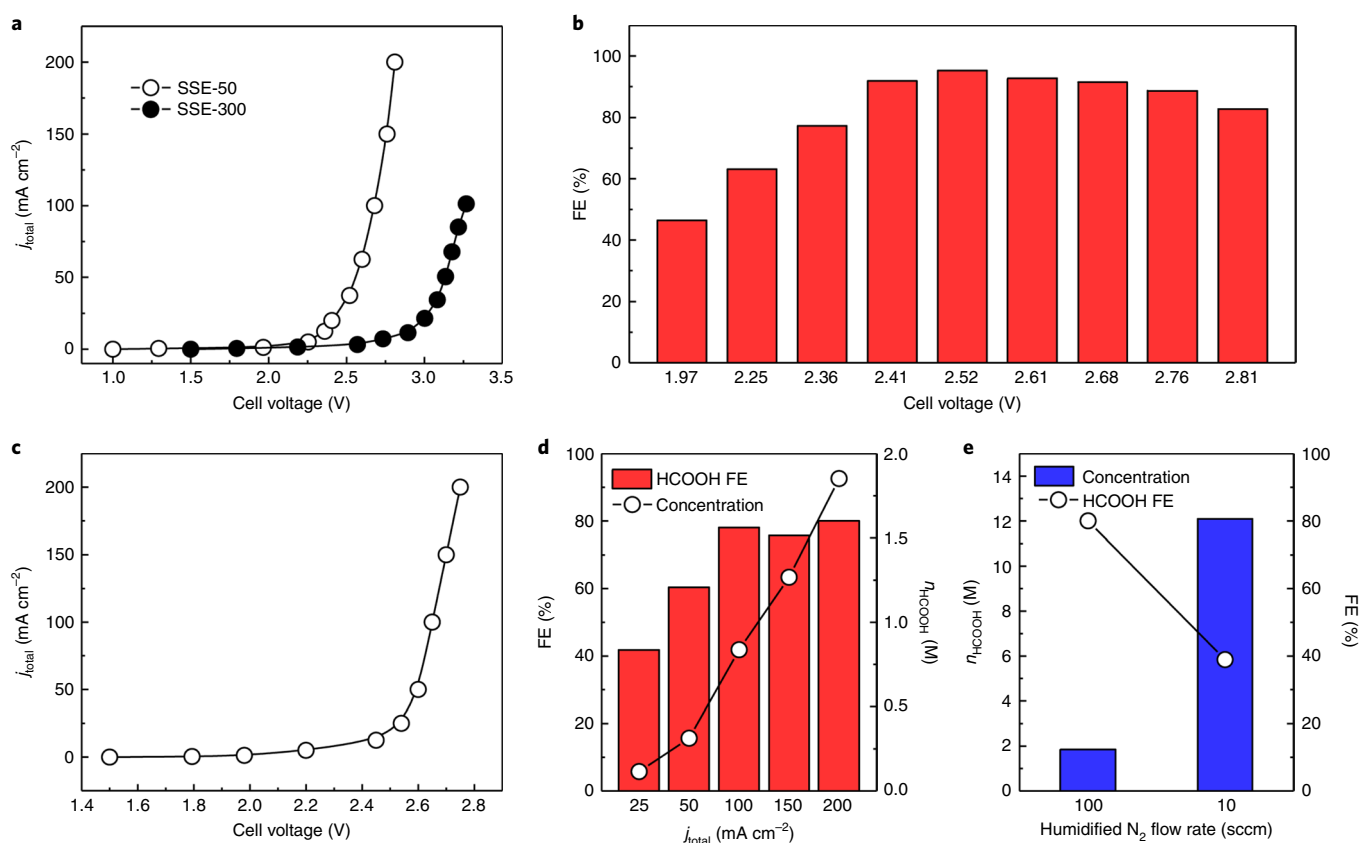 a
200
150
100
50
0
j_total (mA cm⁻²)
SSE-50
SSE-300
1.0 1.5 2.0 2.5 3.0 3.5
Cell voltage (V)
b
100
80
60
40
20
0
FE (%)
1.97 2.25 2.36 2.41 2.52 2.61 2.68 2.76 2.81
Cell voltage (V)
c
200
150
100
50
0
j_total (mA cm⁻²)
1.4 1.6 1.8 2.0 2.2 2.4 2.6 2.8
Cell voltage (V)
d
100
80
60
40
20
0
FE (%)
HCOOH FE
Concentration
2.0
1.5
1.0
0.5
0.0
n_HCOOH (M)
25 50 100 150 200
j_total (mA cm⁻²)
e
14
12
10
8
6
4
2
0
n_HCOOH (M)
Concentration
HCOOH FE
100
80
60
40
20
0
FE (%)
100 10
Humidified N₂ flow rate (sccm)